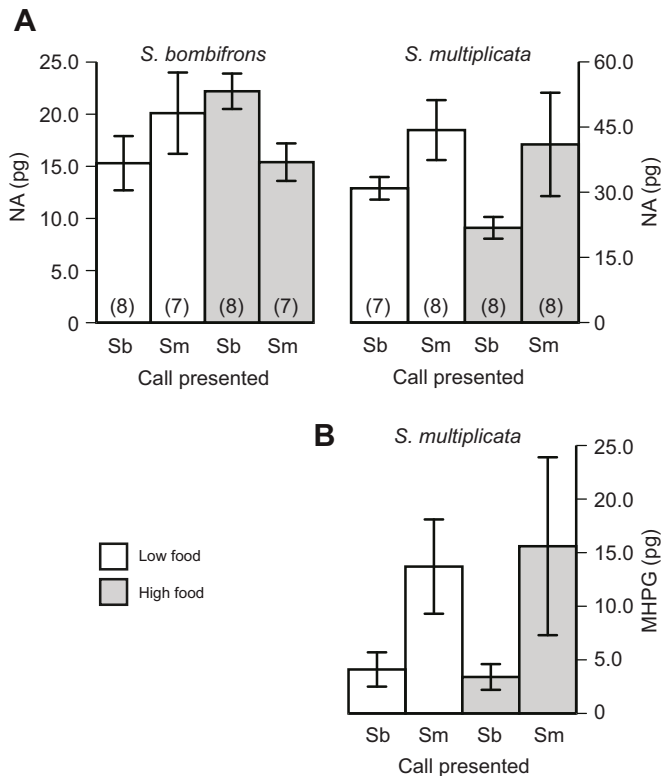 A
S. bombifrons
S. multiplicata
NA (pg)
25.0
20.0
15.0
10.0
5.0
0
(8)
(7)
(8)
(7)
Sb
Sm
Sb
Sm
Call presented
(7)
(8)
(8)
(8)
Sb
Sm
Sb
Sm
Call presented
60.0
45.0
30.0
15.0
0
NA (pg)
B
S. multiplicata
25.0
20.0
15.0
10.0
5.0
0
MHPG (pg)
Sb
Sm
Sb
Sm
Call presented
Low food
High food